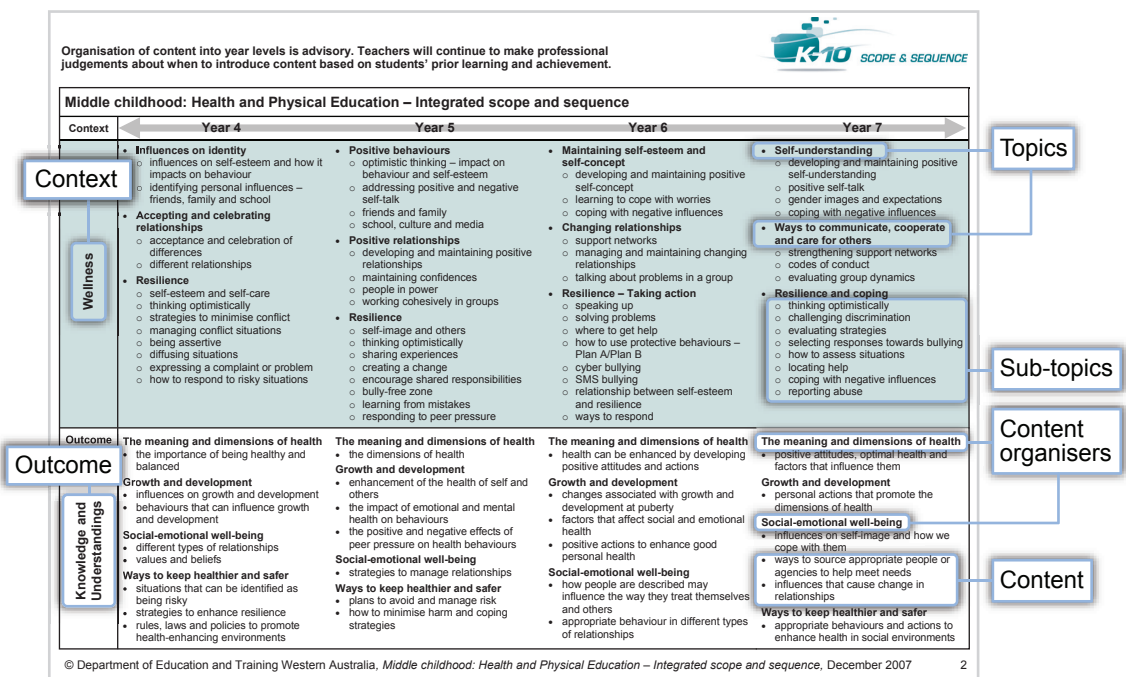 Organisation of content into year levels is advisory. Teachers will continue to make professional
judgements about when to introduce content based on students' prior learning and achievement.
K-10 SCOPE & SEQUENCE
Middle childhood: Health and Physical Education – Integrated scope and sequence
Context
Year 4
Year 5
Year 6
Year 7
Context
Wellness
• Influences on identity
○ influences on self-esteem and how it
impacts on behaviour
○ identifying personal influences –
friends, family and school
• Accepting and celebrating
relationships
○ acceptance and celebration of
differences
○ different relationships
• Resilience
○ self-esteem and self-care
○ thinking optimistically
○ strategies to minimise conflict
○ managing conflict situations
○ being assertive
○ diffusing situations
○ expressing a complaint or problem
○ how to respond to risky situations
• Positive behaviours
○ optimistic thinking – impact on
behaviour and self-esteem
○ addressing positive and negative
self-talk
○ friends and family
○ school, culture and media
• Positive relationships
○ developing and maintaining positive
relationships
○ maintaining confidences
○ people in power
○ working cohesively in groups
• Resilience
○ self-image and others
○ thinking optimistically
○ sharing experiences
○ creating a change
○ encourage shared responsibilities
○ bully-free zone
○ learning from mistakes
○ responding to peer pressure
• Maintaining self-esteem and
self-concept
○ developing and maintaining positive
self-concept
○ learning to cope with worries
○ coping with negative influences
• Changing relationships
○ support networks
○ managing and maintaining changing
relationships
○ talking about problems in a group
• Resilience – Taking action
○ speaking up
○ solving problems
○ where to get help
○ how to use protective behaviours –
Plan A/Plan B
○ cyber bullying
○ SMS bullying
○ relationship between self-esteem
and resilience
○ ways to respond
• Self-understanding
○ developing and maintaining positive
self-understanding
○ positive self-talk
○ gender images and expectations
○ coping with negative influences
• Ways to communicate, cooperate
and care for others
○ strengthening support networks
○ codes of conduct
○ evaluating group dynamics
• Resilience and coping
○ thinking optimistically
○ challenging discrimination
○ evaluating strategies
○ selecting responses towards bullying
○ how to assess situations
○ locating help
○ coping with negative influences
○ reporting abuse
Topics
Sub-topics
Outcome
Outcome
Knowledge and
Understandings
The meaning and dimensions of health
• the importance of being healthy and
balanced
Growth and development
• influences on growth and development
• behaviours that can influence growth
and development
Social-emotional well-being
• different types of relationships
• values and beliefs
Ways to keep healthier and safer
• situations that can be identified as
being risky
• strategies to enhance resilience
• rules, laws and policies to promote
health-enhancing environments
The meaning and dimensions of health
• the dimensions of health
Growth and development
• enhancement of the health of self and
others
• the impact of emotional and mental
health on behaviours
• the positive and negative effects of
peer pressure on health behaviours
Social-emotional well-being
• strategies to manage relationships
Ways to keep healthier and safer
• plans to avoid and manage risk
• how to minimise harm and coping
strategies
The meaning and dimensions of health
• health can be enhanced by developing
positive attitudes and actions
Growth and development
• changes associated with growth and
development at puberty
• factors that affect social and emotional
health
• positive actions to enhance good
personal health
Social-emotional well-being
• how people are described may
influence the way they treat themselves
and others
• appropriate behaviour in different types
of relationships
The meaning and dimensions of health
• positive attitudes, optimal health and
factors that influence them
Growth and development
• personal actions that promote the
dimensions of health
Social-emotional well-being
• influences on self-image and how we
cope with them
• ways to source appropriate people or
agencies to help meet needs
• influences that cause change in
relationships
Ways to keep healthier and safer
• appropriate behaviours and actions to
enhance health in social environments
Content
organisers
Content
© Department of Education and Training Western Australia, Middle childhood: Health and Physical Education – Integrated scope and sequence, December 2007 2